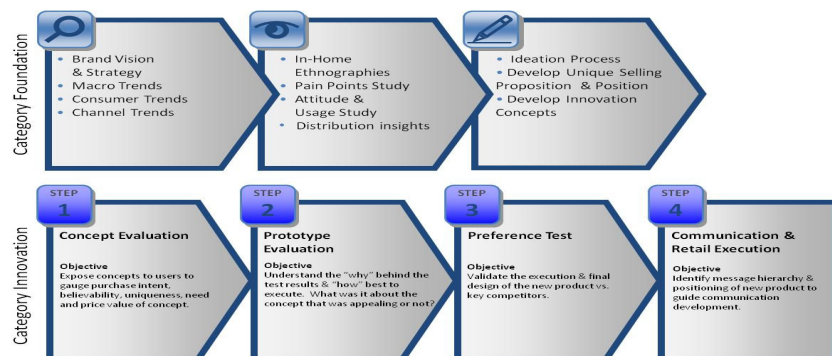 Category Foundation
• Brand Vision
& Strategy
• Macro Trends
• Consumer Trends
• Channel Trends
• In-Home
Ethnographies
• Pain Points Study
• Attitude &
Usage Study
• Distribution insights
• Ideation Process
• Develop Unique Selling
Proposition & Position
• Develop Innovation
Concepts
Category Innovation
STEP
1
Concept Evaluation
Objective
Expose concepts to users to
gauge purchase intent,
believability, uniqueness, need
and price value of concept.
STEP
2
Prototype
Evaluation
Objective
Understand the "why" behind the
test results & "how" best to
execute. What was it about the
concept that was appealing or not?
STEP
3
Preference Test
Objective
Validate the execution & final
design of the new product vs.
key competitors.
STEP
4
Communication &
Retail Execution
Objective
Identify message hierarchy &
positioning of new product to
guide communication
development.